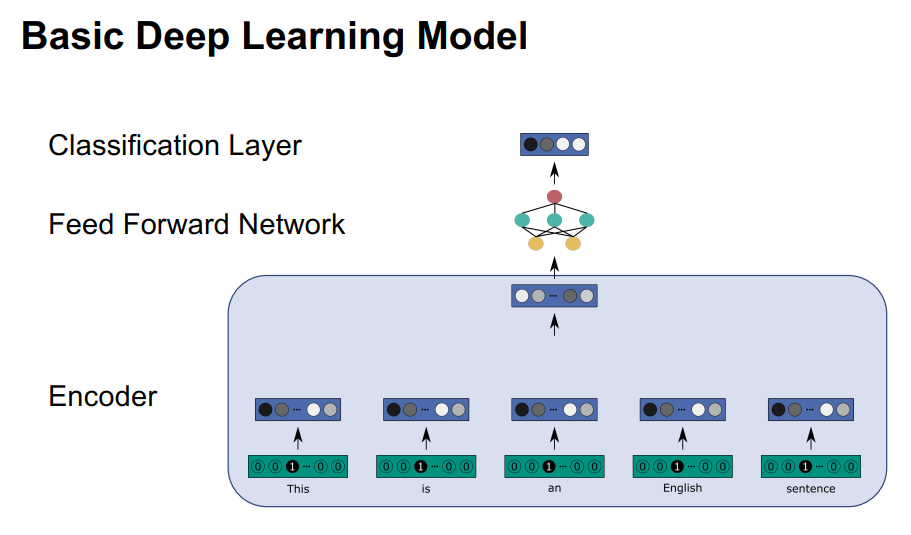 Basic Deep Learning Model
Classification Layer
Feed Forward Network
...
Encoder
... ... ... ... ...
0 0 1 ... 0 0 0 0 1 ... 0 0 0 0 1 ... 0 0 0 0 1 ... 0 0 0 0 1 ... 0 0
This is an English sentence